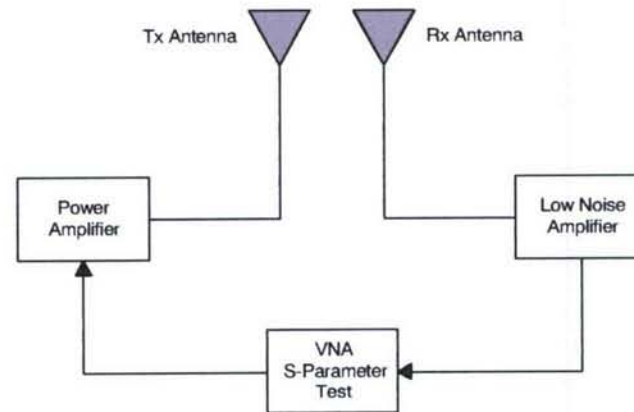 Tx Antenna
Rx Antenna
Power
Amplifier
Low Noise
Amplifier
VNA
S-Parameter
Test